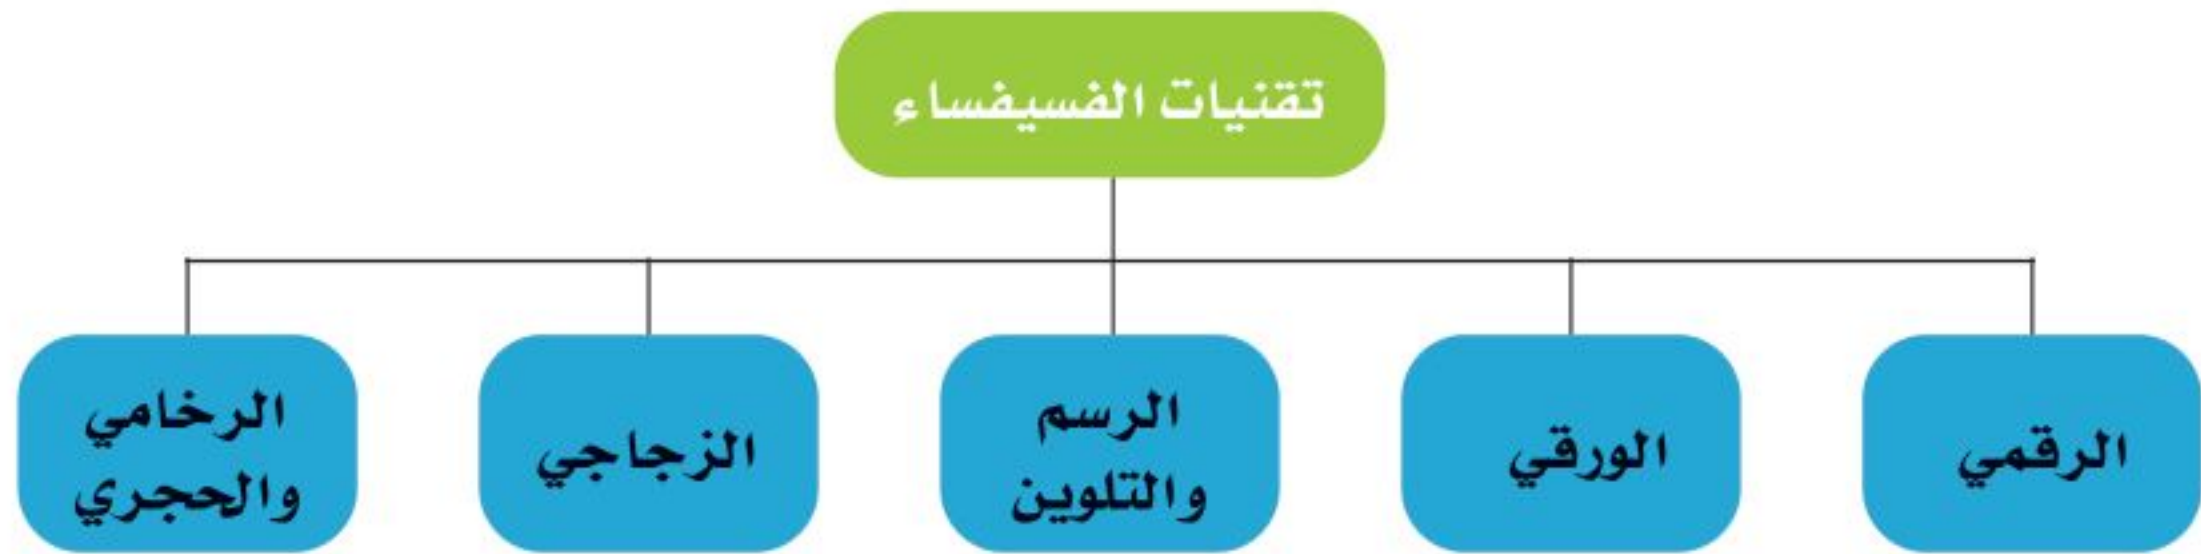 تقنيات الفسيفساء
الرقمي
الورقي
الرسم
والتلوين
الزجاجي
الرخامي
والحجري